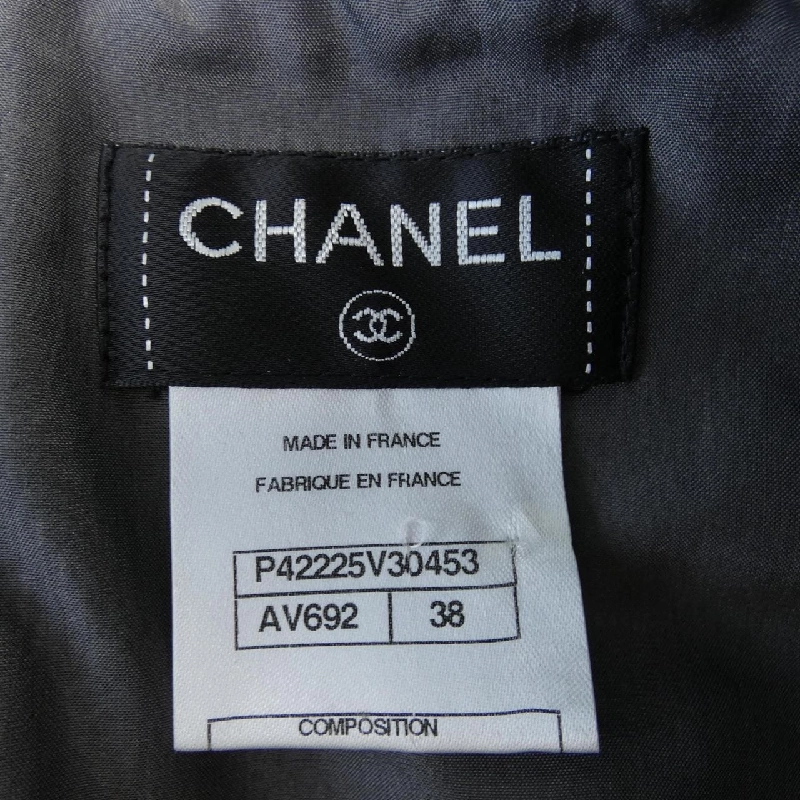 CHANEL
MADE IN FRANCE
FABRIQUE EN FRANCE
P42225V30453
AV692 38
COMPOSITION